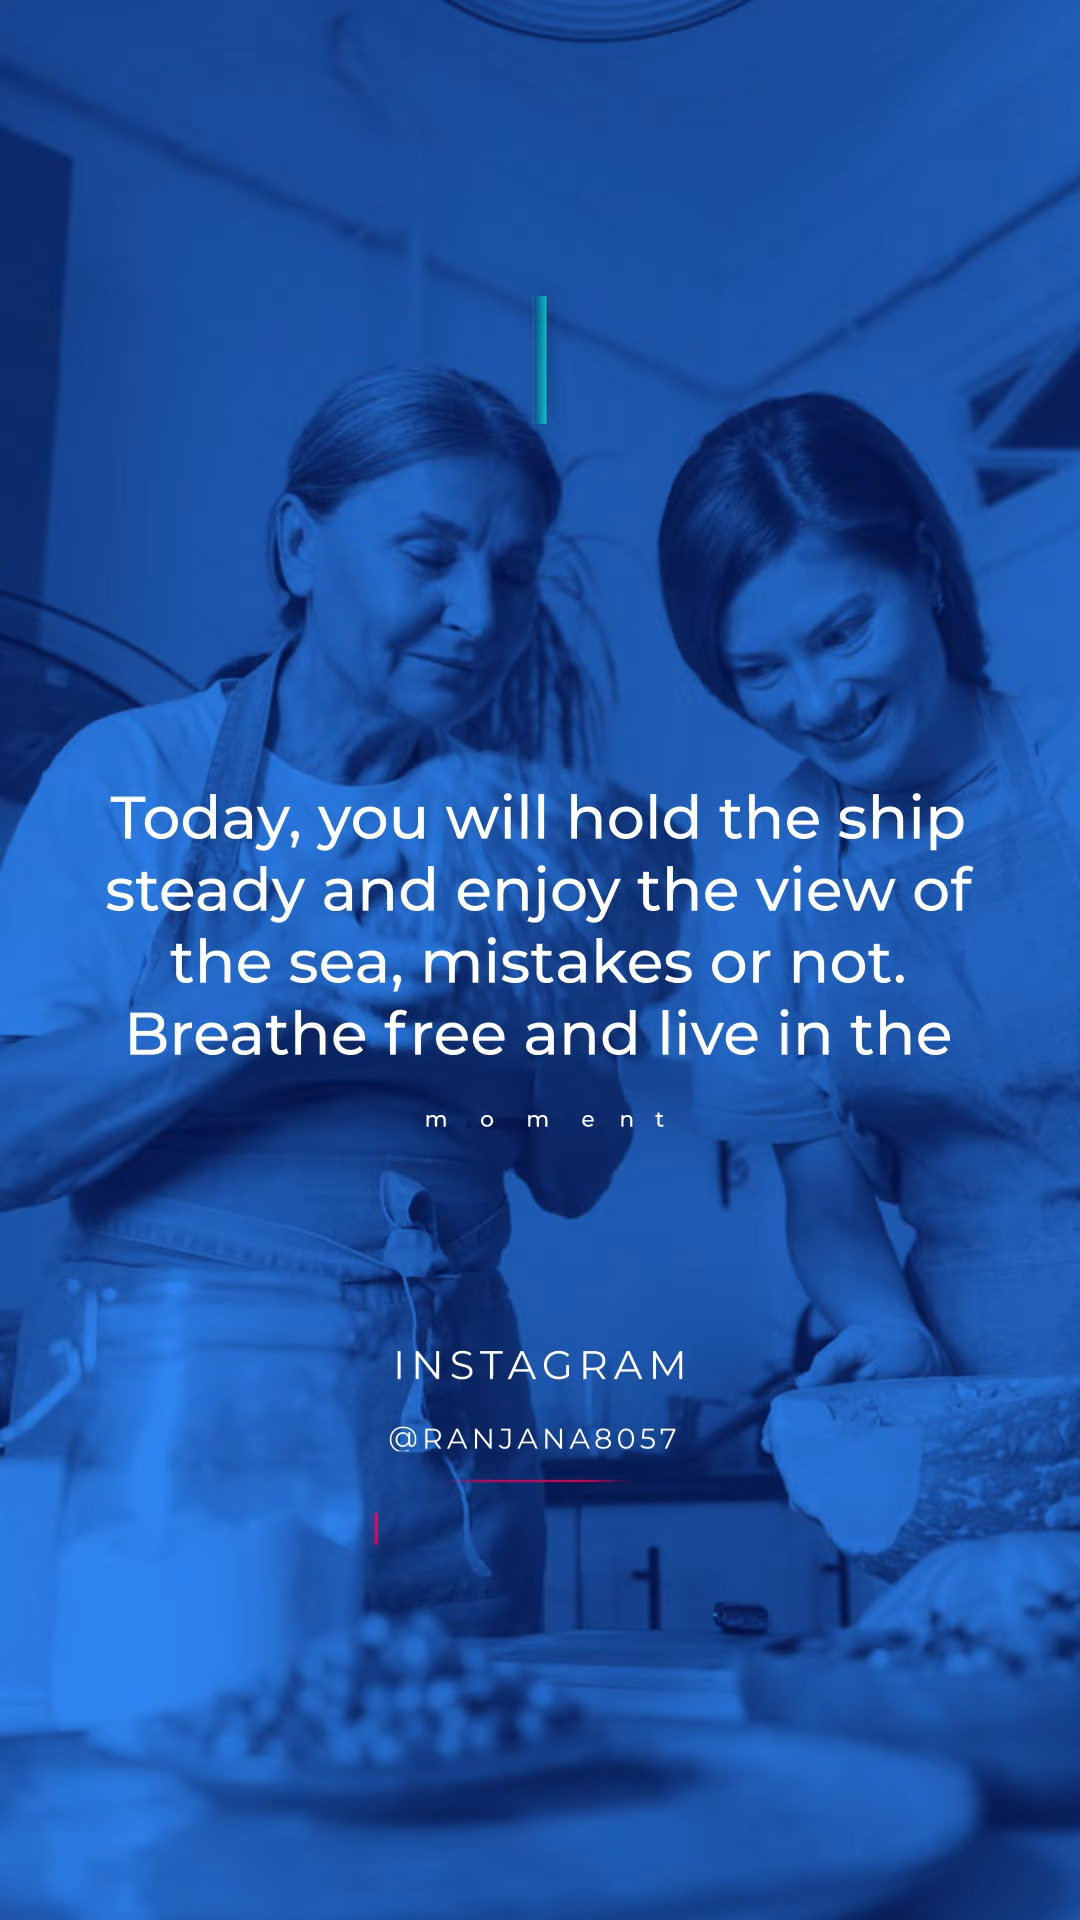 Today, you will hold the ship
steady and enjoy the view of
the sea, mistakes or not.
Breathe free and live in the
moment
INSTAGRAM
@RANJANA8057